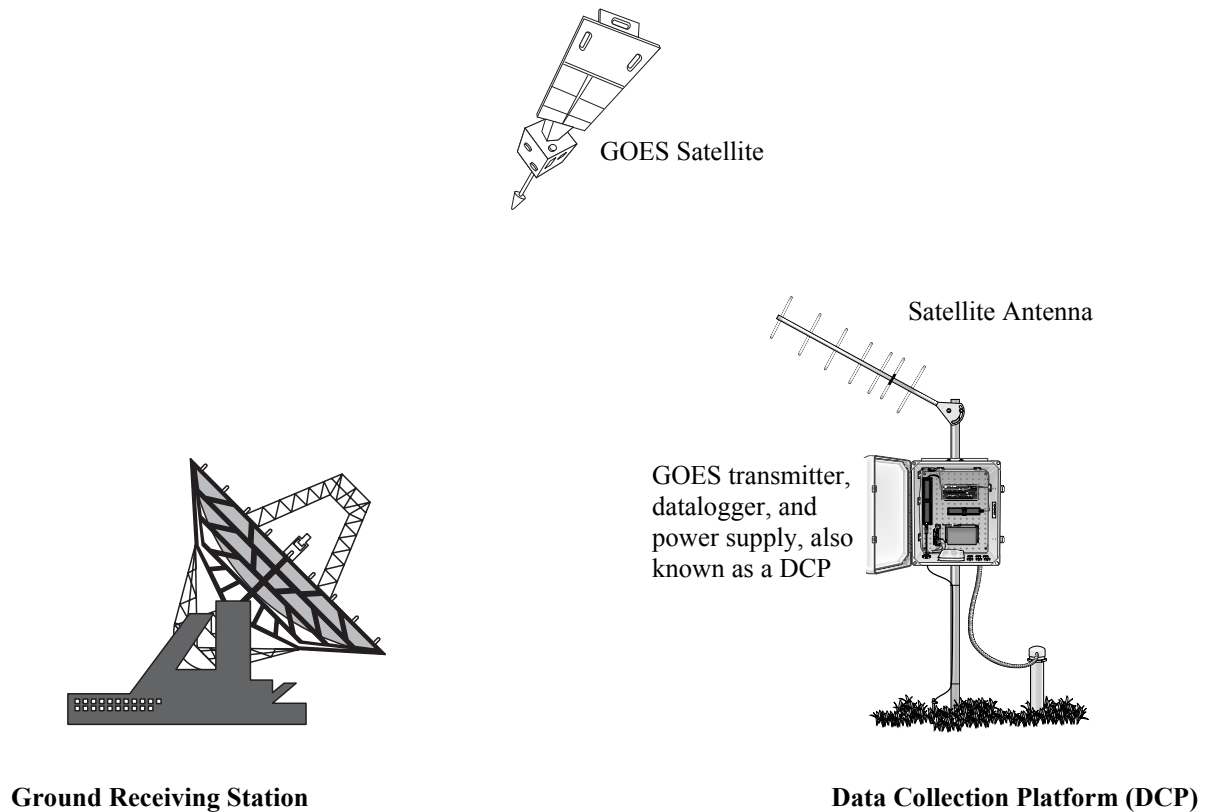 GOES Satellite
Satellite Antenna
GOES transmitter,
datalogger, and
power supply, also
known as a DCP
Ground Receiving Station
Data Collection Platform (DCP)